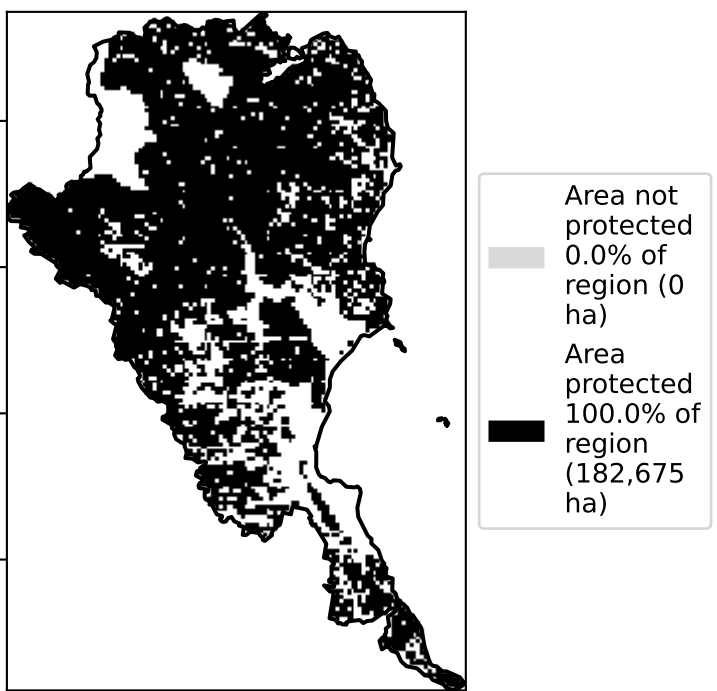 Area not
protected
0.0% of
region (0
ha)
Area
protected
100.0% of
region
(182,675
ha)